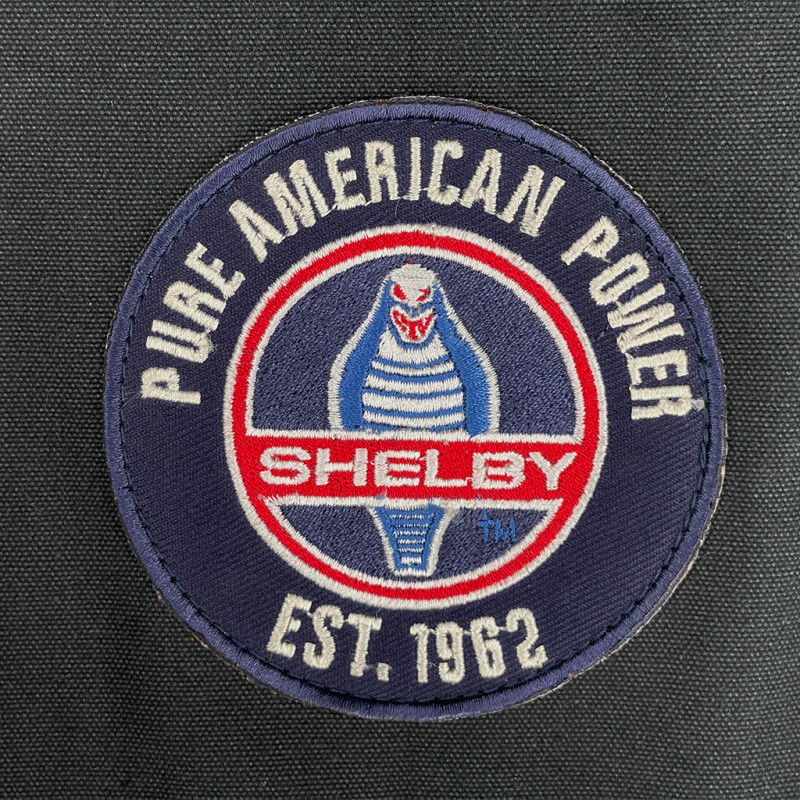 PURE AMERICAN POWER
SHELBY
TM
EST. 1962